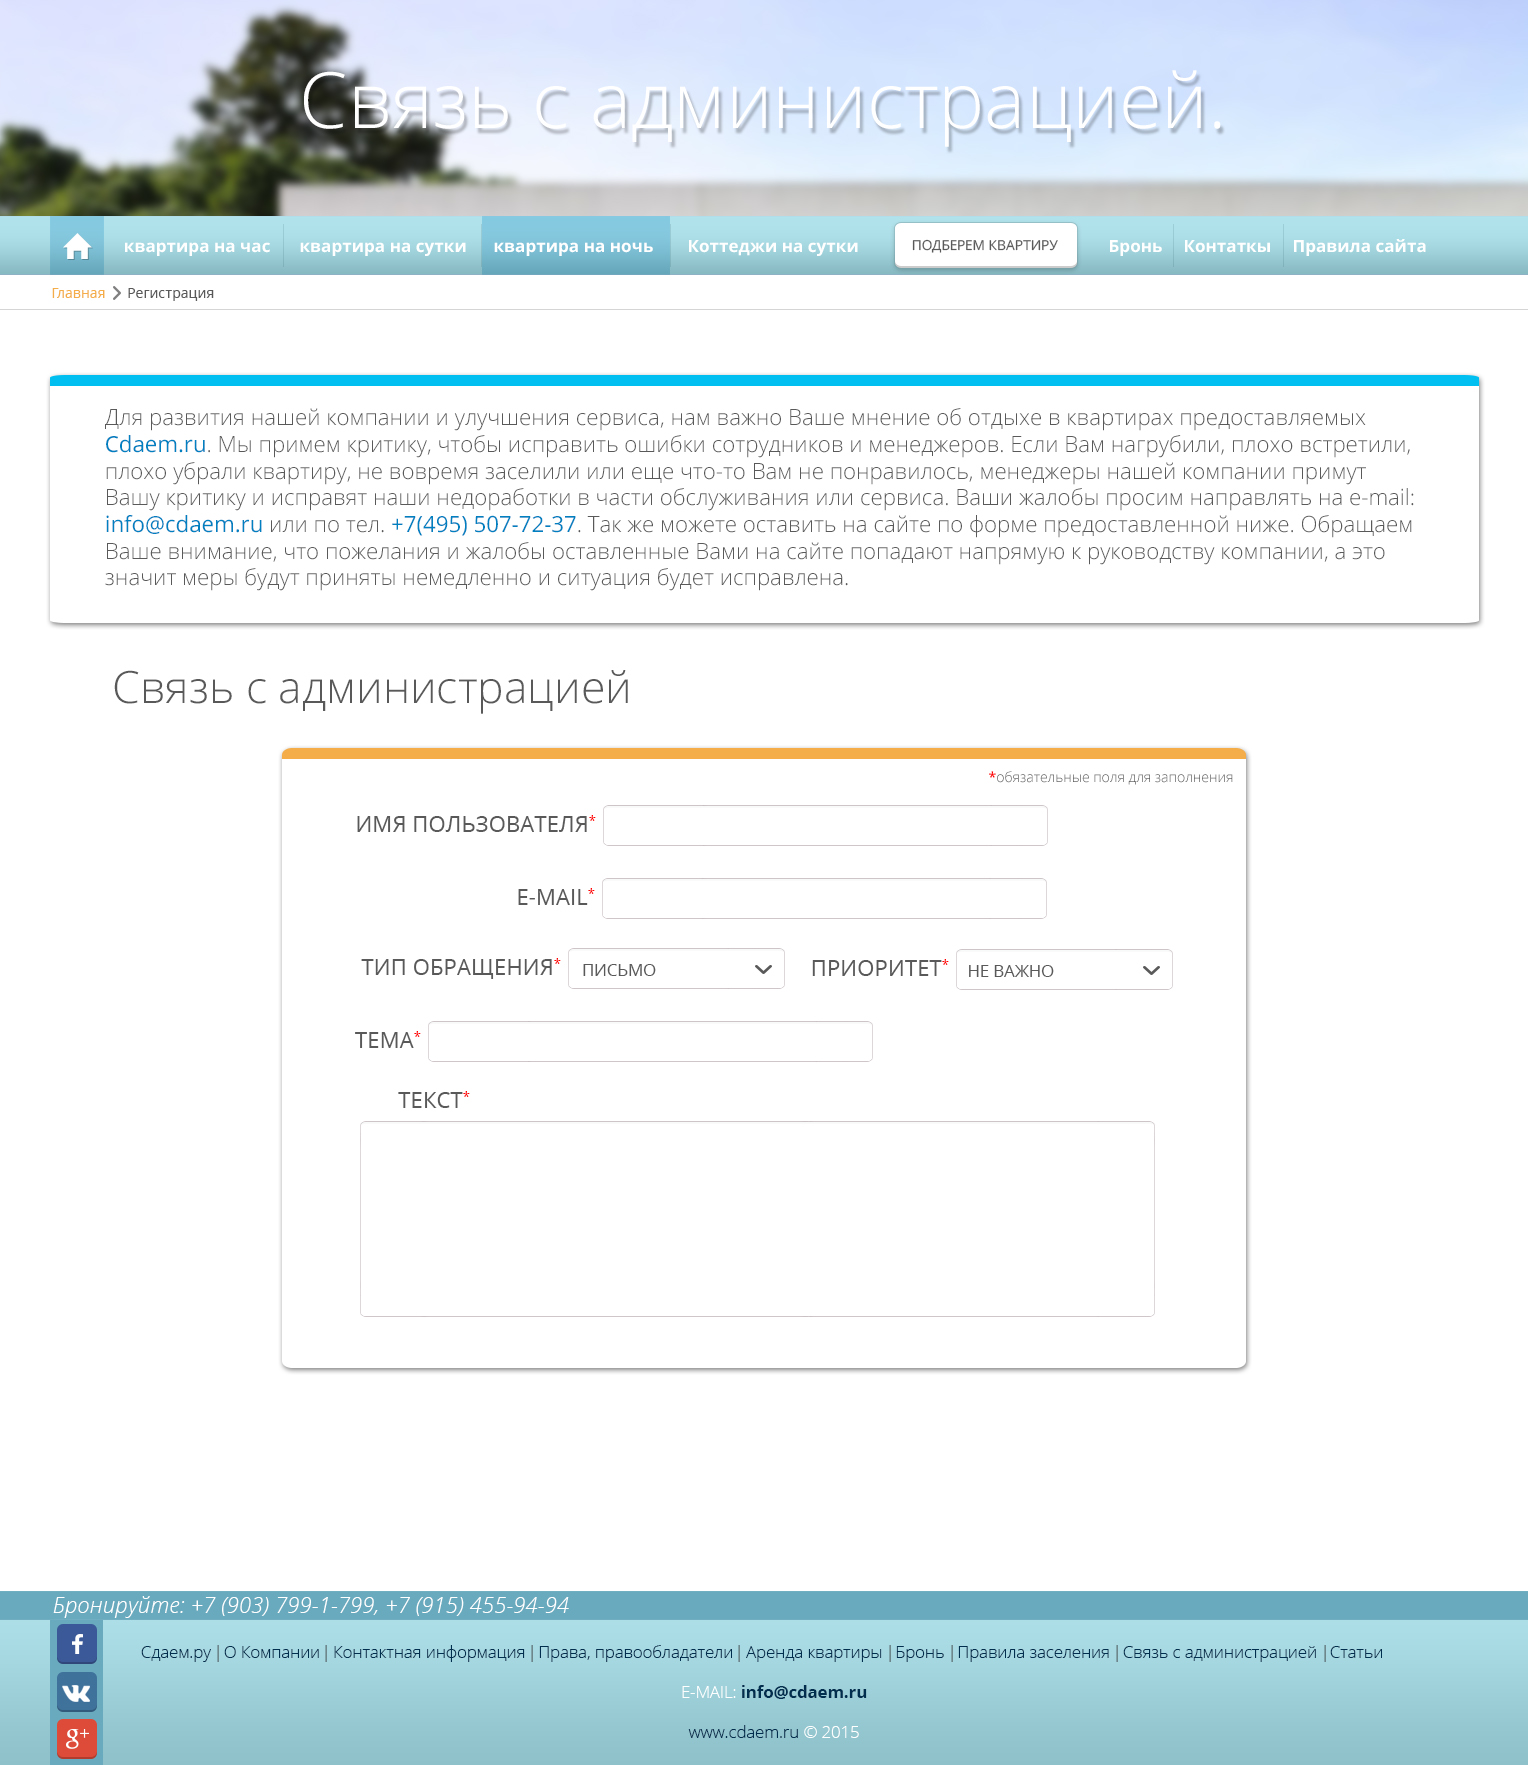 Связь с администрацией.
квартира на час квартира на сутки квартира на ночь Коттеджи на сутки ПОДБЕРЕМ КВАРТИРУ Бронь Контаткы Правила сайта
Главная Регистрация
Для развития нашей компании и улучшения сервиса, нам важно Ваше мнение об отдыхе в квартирах предоставляемых
Cdaem.ru. Мы примем критику, чтобы исправить ошибки сотрудников и менеджеров. Если Вам нагрубили, плохо встретили,
плохо убрали квартиру, не вовремя заселили или еще что-то Вам не понравилось, менеджеры нашей компании примут
Вашу критику и исправят наши недоработки в части обслуживания или сервиса. Ваши жалобы просим направлять на e-mail:
info@cdaem.ru или по тел. +7(495) 507-72-37. Так же можете оставить на сайте по форме предоставленной ниже. Обращаем
Ваше внимание, что пожелания и жалобы оставленные Вами на сайте попадают напрямую к руководству компании, а это
значит меры будут приняты немедленно и ситуация будет исправлена.
Связь с администрацией
*обязательные поля для заполнения
ИМЯ ПОЛЬЗОВАТЕЛЯ*
E-MAIL*
ТИП ОБРАЩЕНИЯ* ПИСЬМО ПРИОРИТЕТ* НЕ ВАЖНО
ТЕМА*
ТЕКСТ*
Бронируйте: +7 (903) 799-1-799, +7 (915) 455-94-94
Сдаем.ру | О Компании | Контактная информация | Права, правообладатели | Аренда квартиры | Бронь | Правила заселения | Связь с администрацией | Статьи
E-MAIL: info@cdaem.ru
www.cdaem.ru © 2015